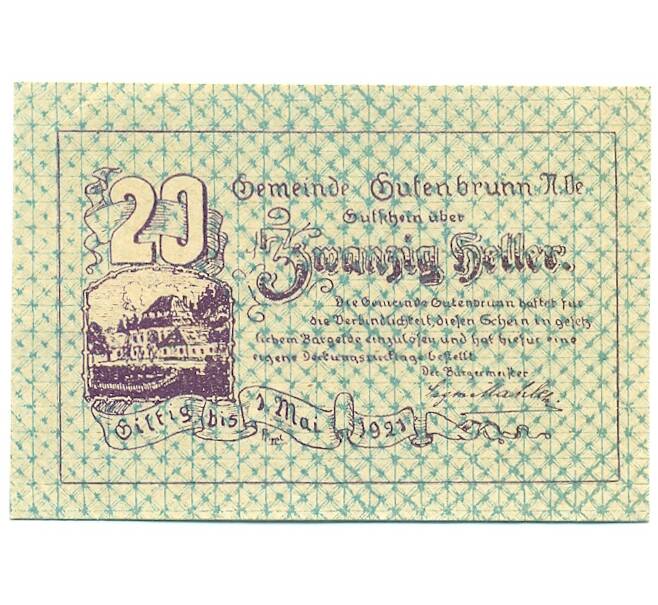 20
Gemeinde Gutenbrunn N.Oe
Gutschein über
Zwanzig Heller.
Die Gemeinde Gutenbrunn haftet für
die Verbindlichkeit, diesen Schein in gesetz
lichem Bargelde einzulösen und hat hiefür eine
eigene Deckungsrücklage bestellt
Der Bürgermeister
Giltig bis 1. Mai 1921